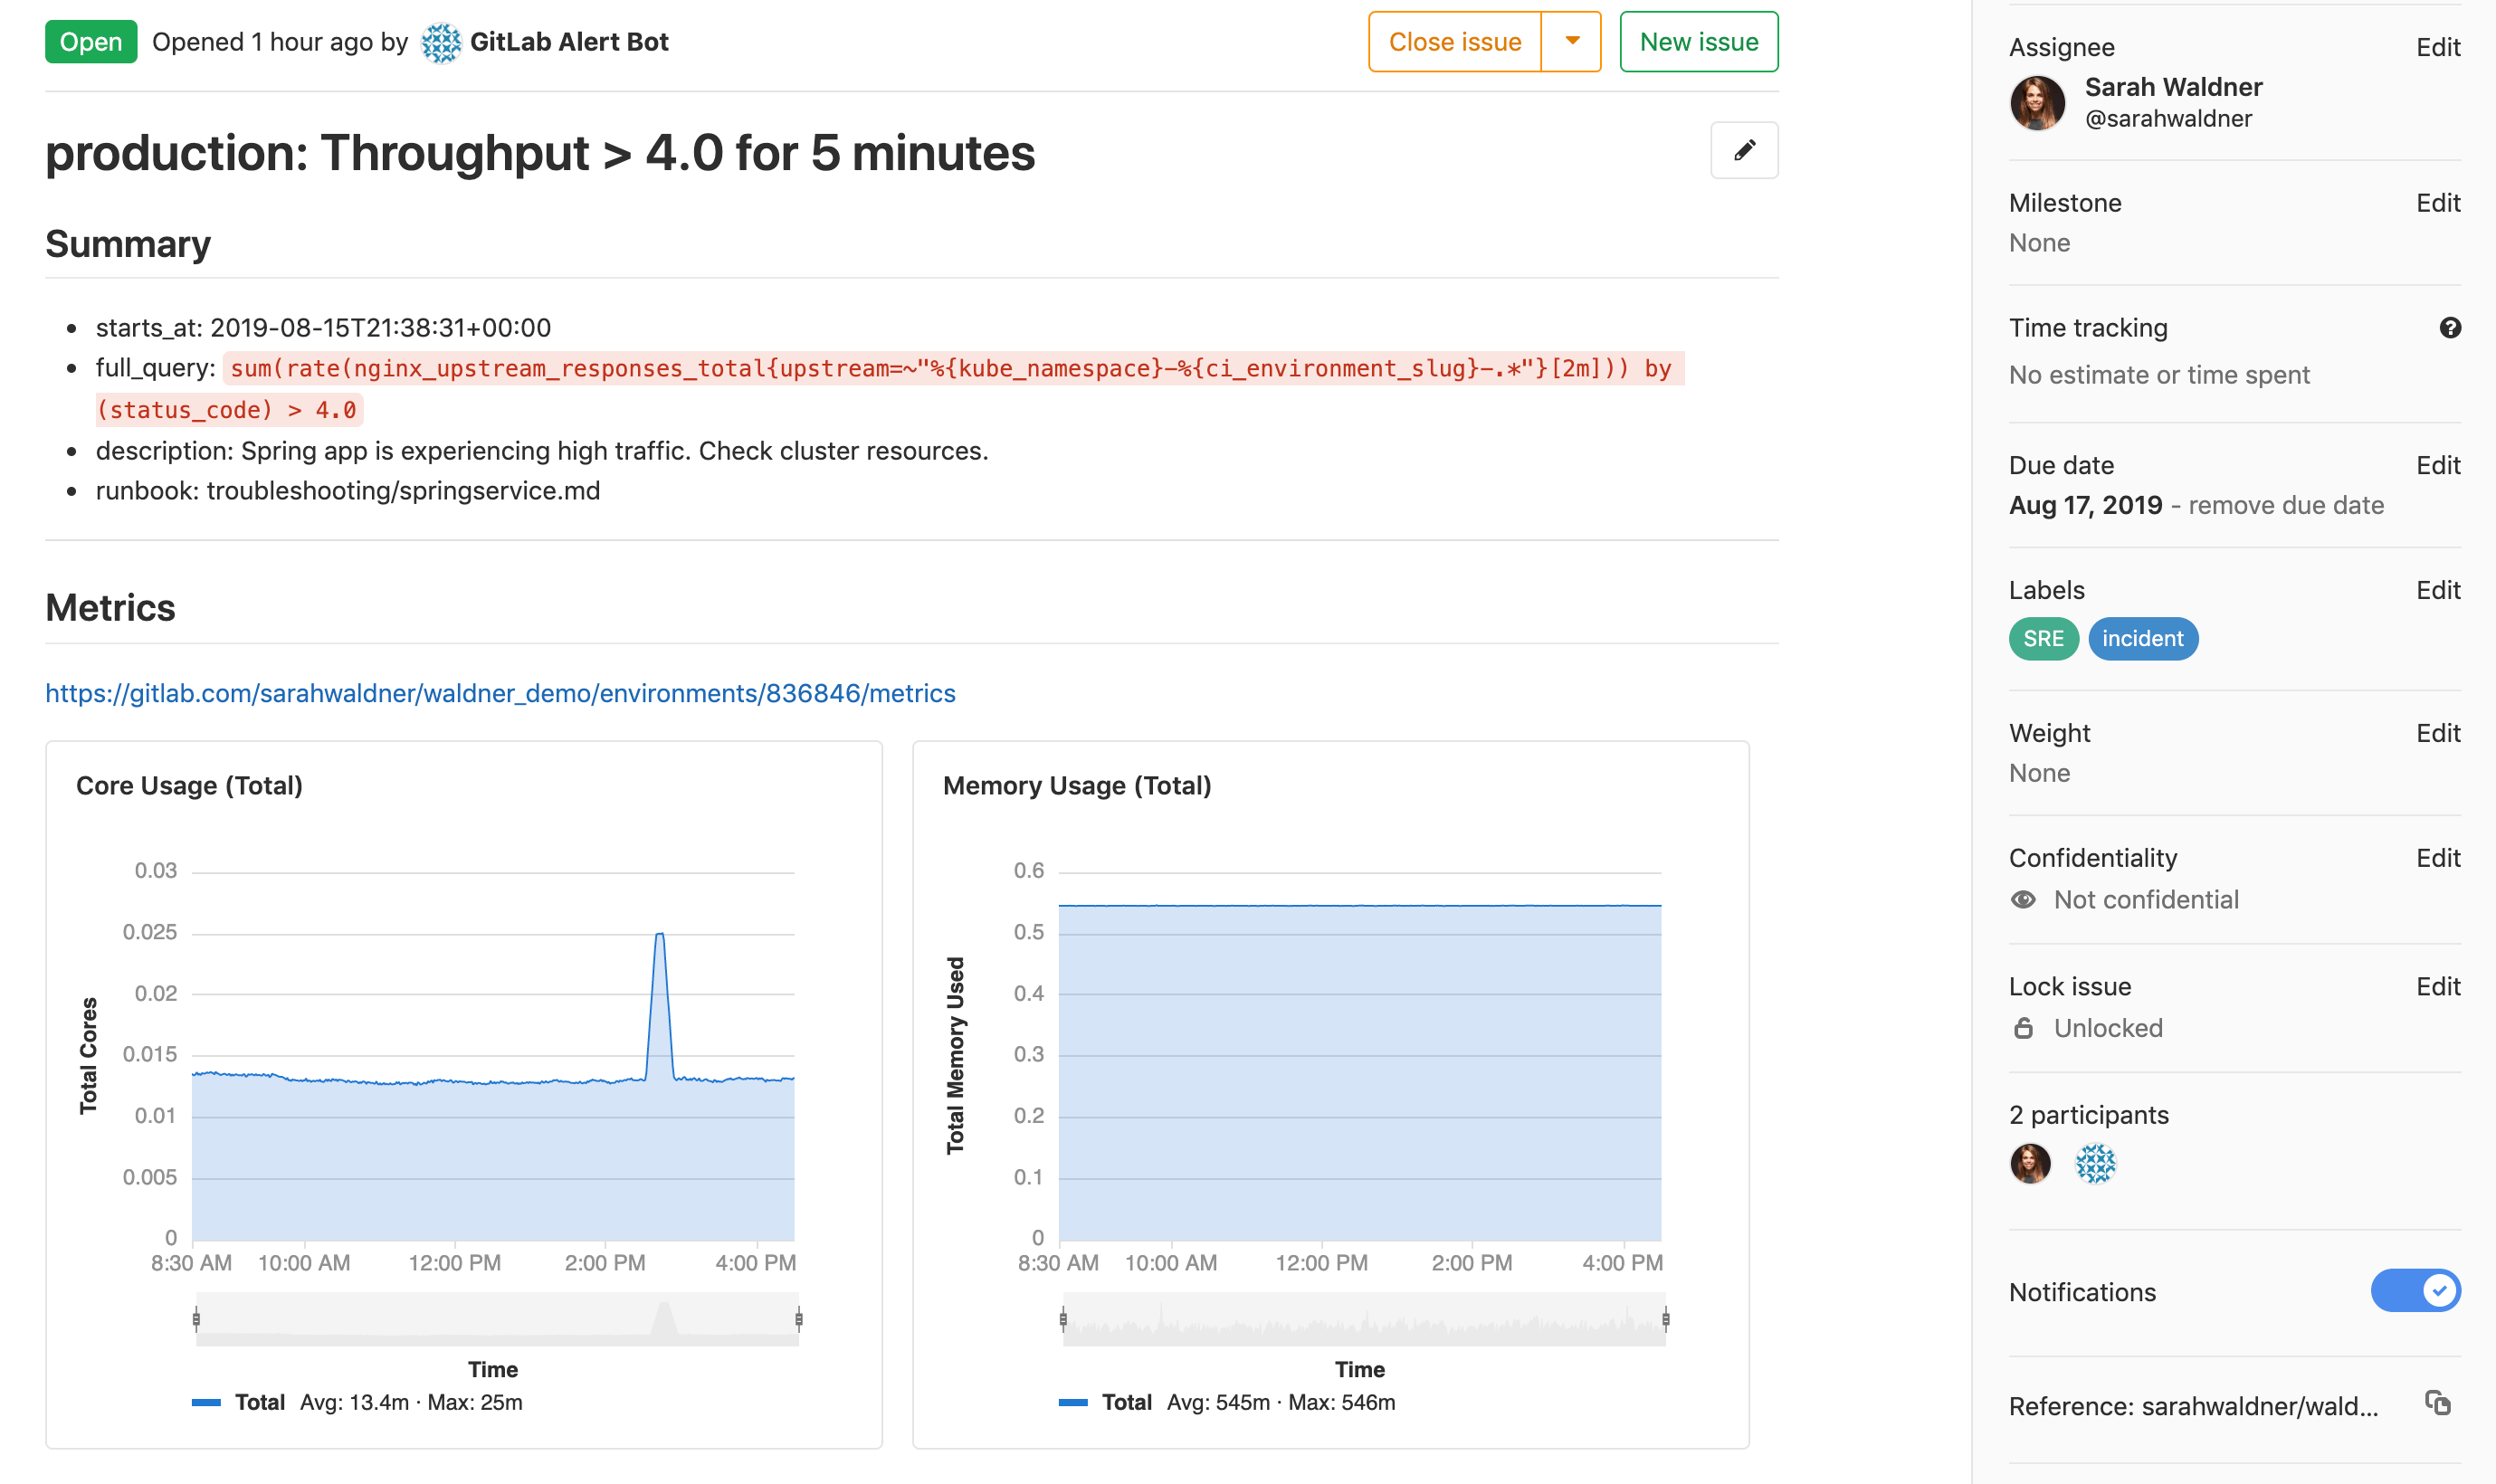 Open Opened 1 hour ago by GitLab Alert Bot
Close issue
New issue
production: Throughput > 4.0 for 5 minutes
Summary
starts_at: 2019-08-15T21:38:31+00:00
full_query: sum(rate(nginx_upstream_responses_total{upstream=~"%{kube_namespace}-%{ci_environment_slug}-.*"}[2m])) by
(status_code) > 4.0
description: Spring app is experiencing high traffic. Check cluster resources.
runbook: troubleshooting/springservice.md
Metrics
https://gitlab.com/sarahwaldner/waldner_demo/environments/836846/metrics
Core Usage (Total)
Total Cores
0.03
0.025
0.02
0.015
0.01
0.005
0
8:30 AM 10:00 AM 12:00 PM 2:00 PM 4:00 PM
Time
Total Avg: 13.4m · Max: 25m
Memory Usage (Total)
Total Memory Used
0.6
0.5
0.4
0.3
0.2
0.1
0
8:30 AM 10:00 AM 12:00 PM 2:00 PM 4:00 PM
Time
Total Avg: 545m · Max: 546m
Assignee Edit
Sarah Waldner
@sarahwaldner
Milestone Edit
None
Time tracking
No estimate or time spent
Due date Edit
Aug 17, 2019 - remove due date
Labels Edit
SRE incident
Weight Edit
None
Confidentiality Edit
Not confidential
Lock issue Edit
Unlocked
2 participants
Notifications
Reference: sarahwaldner/wald...